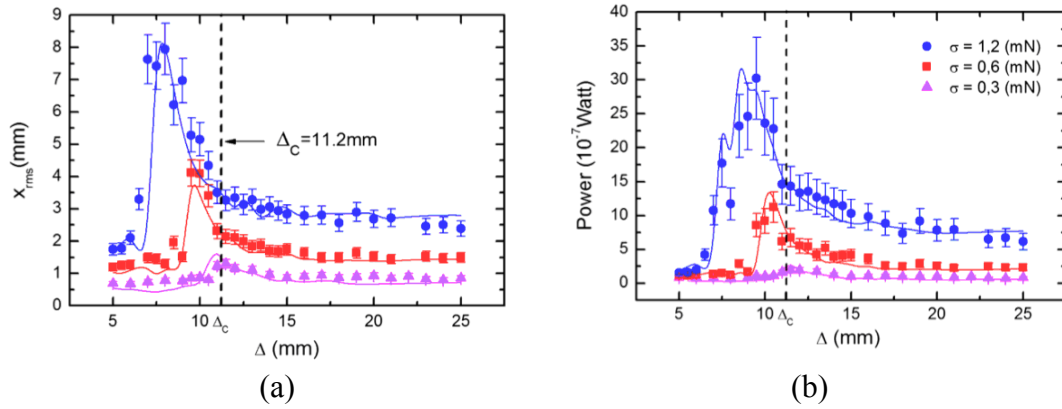 (a)
9
8
7
6
5
4
3
2
1
0
x_rms(mm)
Δ_C=11.2mm
5
10
Δ_C
15
20
25
Δ (mm)
(a)
(b)
40
35
30
25
20
15
10
5
0
Power (10⁻⁷Watt)
σ = 1,2 (mN)
σ = 0,6 (mN)
σ = 0,3 (mN)
5
10
Δ_C
15
20
25
Δ (mm)
(b)